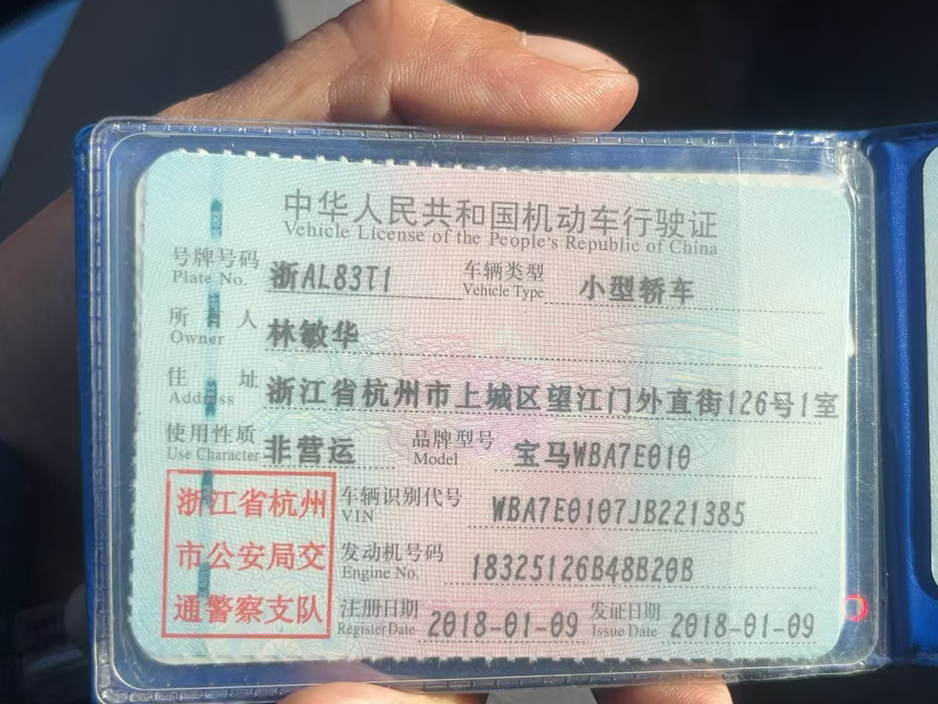 中华人民共和国机动车行驶证
Vehicle License of the People's Republic of China
号牌号码 浙AL83T1 车辆类型 小型轿车
Plate No. Vehicle Type
所 人 林敏华
Owner
住 址 浙江省杭州市上城区望江门外直街126号1室
Address
使用性质 非营运 品牌型号 宝马WBA7E010
Use Character Model
浙江省杭州 车辆识别代号 WBA7E0107JB221385
VIN
市公安局交 发动机号码 18325126B48B20B
Engine No.
通警察支队 注册日期 2018-01-09 发证日期 2018-01-09
Register Date Issue Date